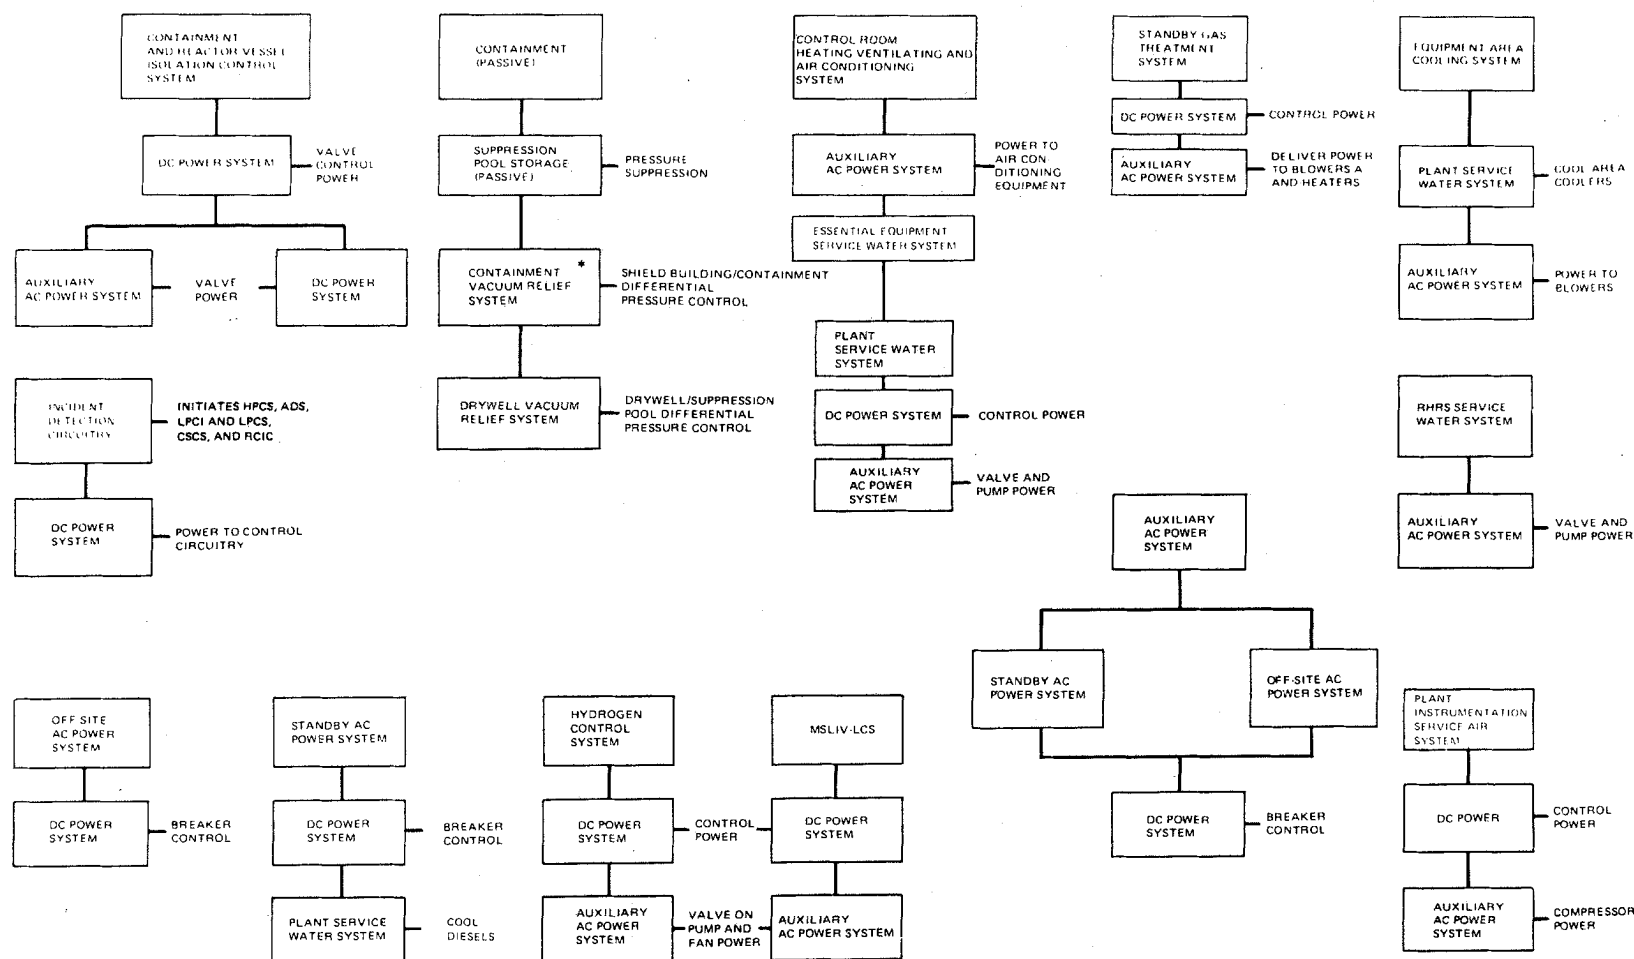 CONTAINMENT
AND REACTOR VESSEL
ISOLATION CONTROL
SYSTEM
DC POWER SYSTEM
VALVE
CONTROL
POWER
AUXILIARY
AC POWER SYSTEM
VALVE
POWER
DC POWER
SYSTEM
INCIDENT
DETECTION
CIRCUITRY
INITIATES HPCS, ADS,
LPCI AND LPCS,
CSCS, AND RCIC
DC POWER
SYSTEM
POWER TO CONTROL
CIRCUITRY
CONTAINMENT
(PASSIVE)
SUPPRESSION
POOL STORAGE
(PASSIVE)
PRESSURE
SUPPRESSION
CONTAINMENT *
VACUUM RELIEF
SYSTEM
SHIELD BUILDING/CONTAINMENT
DIFFERENTIAL
PRESSURE CONTROL
DRYWELL VACUUM
RELIEF SYSTEM
DRYWELL/SUPPRESSION
POOL DIFFERENTIAL
PRESSURE CONTROL
CONTROL ROOM
HEATING VENTILATING AND
AIR CONDITIONING
SYSTEM
AUXILIARY
AC POWER SYSTEM
POWER TO
AIR CON-
DITIONING
EQUIPMENT
ESSENTIAL EQUIPMENT
SERVICE WATER SYSTEM
PLANT
SERVICE WATER
SYSTEM
DC POWER SYSTEM
CONTROL POWER
AUXILIARY
AC POWER
SYSTEM
VALVE AND
PUMP POWER
STANDBY GAS
TREATMENT
SYSTEM
DC POWER SYSTEM
CONTROL POWER
AUXILIARY
AC POWER SYSTEM
DELIVER POWER
TO BLOWERS A
AND HEATERS
EQUIPMENT AREA
COOLING SYSTEM
PLANT SERVICE
WATER SYSTEM
COOL AREA
COOLERS
AUXILIARY
AC POWER SYSTEM
POWER TO
BLOWERS
RHRS SERVICE
WATER SYSTEM
AUXILIARY
AC POWER SYSTEM
VALVE AND
PUMP POWER
AUXILIARY
AC POWER
SYSTEM
STANDBY AC
POWER SYSTEM
OFF-SITE AC
POWER SYSTEM
DC POWER
SYSTEM
BREAKER
CONTROL
OFF SITE
AC POWER
SYSTEM
DC POWER
SYSTEM
BREAKER
CONTROL
STANDBY AC
POWER SYSTEM
DC POWER
SYSTEM
BREAKER
CONTROL
PLANT SERVICE
WATER SYSTEM
COOL
DIESELS
HYDROGEN
CONTROL
SYSTEM
DC POWER
SYSTEM
CONTROL
POWER
AUXILIARY
AC POWER
SYSTEM
VALVE ON
PUMP AND
FAN POWER
MSLIV-LCS
DC POWER
SYSTEM
AUXILIARY
AC POWER SYSTEM
PLANT
INSTRUMENTATION
SERVICE AIR
SYSTEM
DC POWER
CONTROL
POWER
AUXILIARY
AC POWER
SYSTEM
COMPRESSOR
POWER